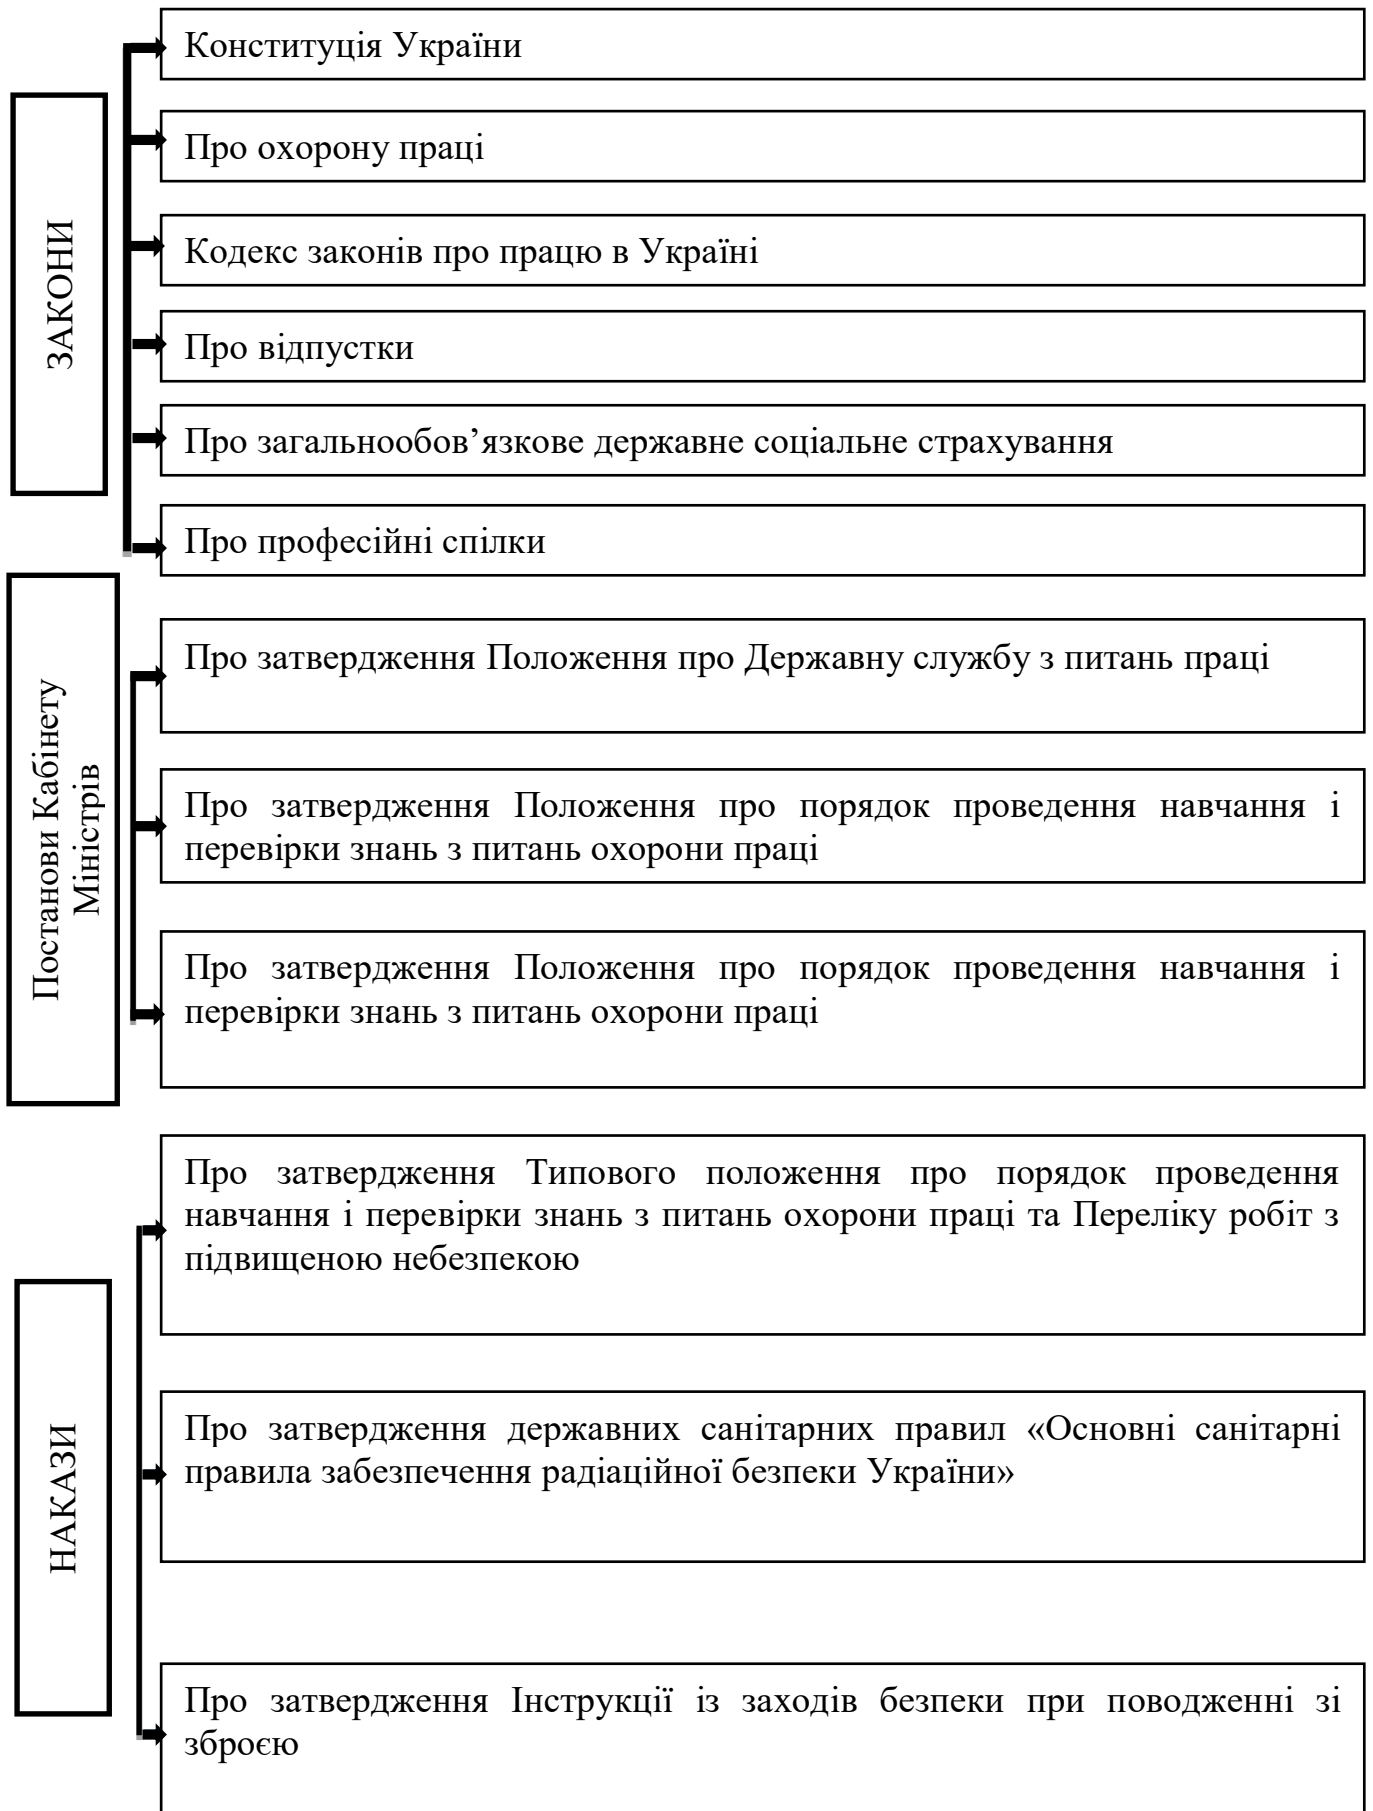 ЗАКОНИ
Конституція України
Про охорону праці
Кодекс законів про працю в Україні
Про відпустки
Про загальнообов’язкове державне соціальне страхування
Про професійні спілки
Постанови Кабінету
Міністрів
Про затвердження Положення про Державну службу з питань праці
Про затвердження Положення про порядок проведення навчання і
перевірки знань з питань охорони праці
Про затвердження Положення про порядок проведення навчання і
перевірки знань з питань охорони праці
НАКАЗИ
Про затвердження Типового положення про порядок проведення
навчання і перевірки знань з питань охорони праці та Переліку робіт з
підвищеною небезпекою
Про затвердження державних санітарних правил «Основні санітарні
правила забезпечення радіаційної безпеки України»
Про затвердження Інструкції із заходів безпеки при поводженні зі
зброєю